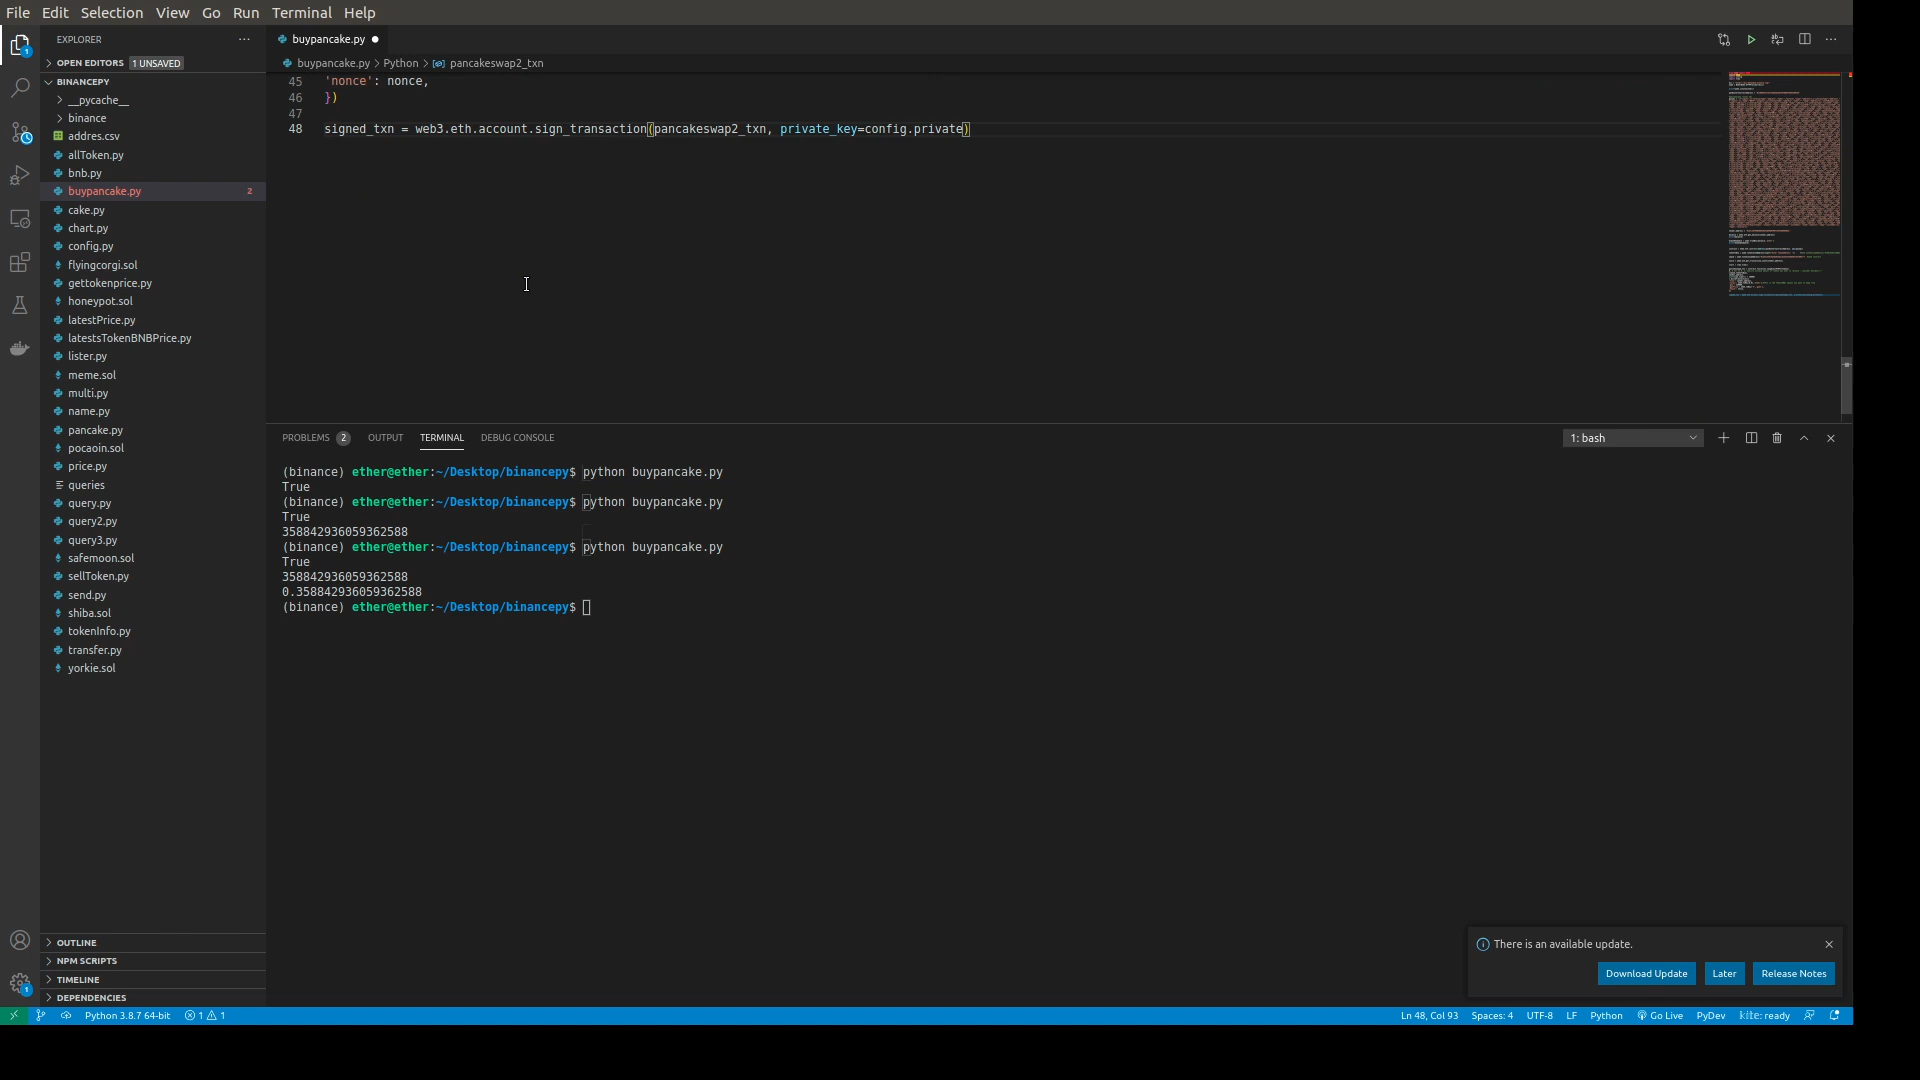 File Edit Selection View Go Run Terminal Help
EXPLORER
buypancake.py
OPEN EDITORS 1 UNSAVED
buypancake.py > Python > pancakeswap2_txn
BINANCEPY
45 'nonce': nonce,
46 })
47
48 signed_txn = web3.eth.account.sign_transaction(pancakeswap2_txn, private_key=config.private)
__pycache__
binance
addres.csv
allToken.py
bnb.py
buypancake.py 2
cake.py
chart.py
config.py
flyingcorgi.sol
gettokenprice.py
honeypot.sol
latestPrice.py
latestsTokenBNBPrice.py
lister.py
meme.sol
multi.py
name.py
pancake.py
pocaoin.sol
price.py
queries
query.py
query2.py
query3.py
safemoon.sol
sellToken.py
send.py
shiba.sol
tokenInfo.py
transfer.py
yorkie.sol
OUTLINE
NPM SCRIPTS
TIMELINE
DEPENDENCIES
PROBLEMS 2 OUTPUT TERMINAL DEBUG CONSOLE
1: bash
(binance) ether@ether:~/Desktop/binancepy$ python buypancake.py
True
(binance) ether@ether:~/Desktop/binancepy$ python buypancake.py
True
358842936059362588
(binance) ether@ether:~/Desktop/binancepy$ python buypancake.py
True
358842936059362588
0.358842936059362588
(binance) ether@ether:~/Desktop/binancepy$
There is an available update.
Download Update Later Release Notes
Python 3.8.7 64-bit 1 1
Ln 48, Col 93 Spaces: 4 UTF-8 LF Python Go Live PyDev kite: ready